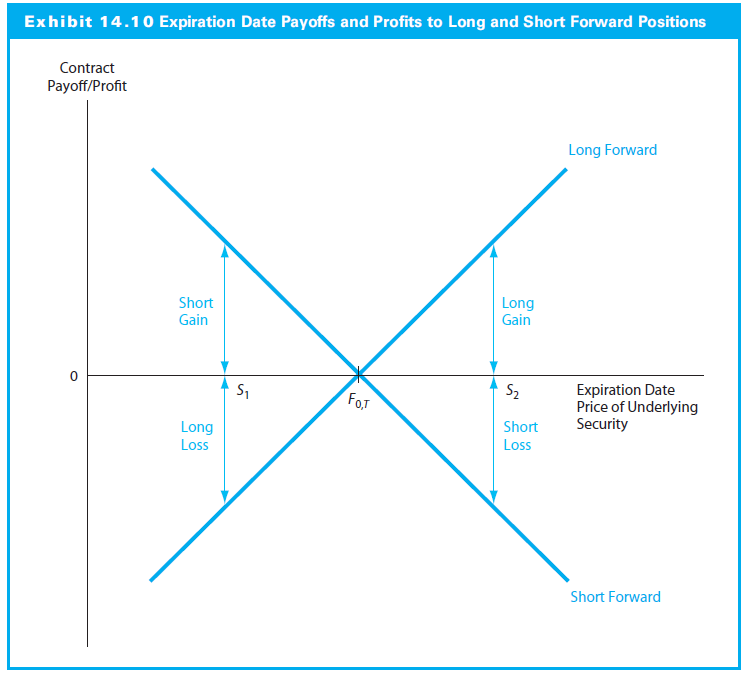 Exhibit 14.10 Expiration Date Payoffs and Profits to Long and Short Forward Positions
Contract
Payoff/Profit
Long Forward
Short
Gain
Long
Gain
0
S1
F0,T
S2
Expiration Date
Price of Underlying
Security
Long
Loss
Short
Loss
Short Forward